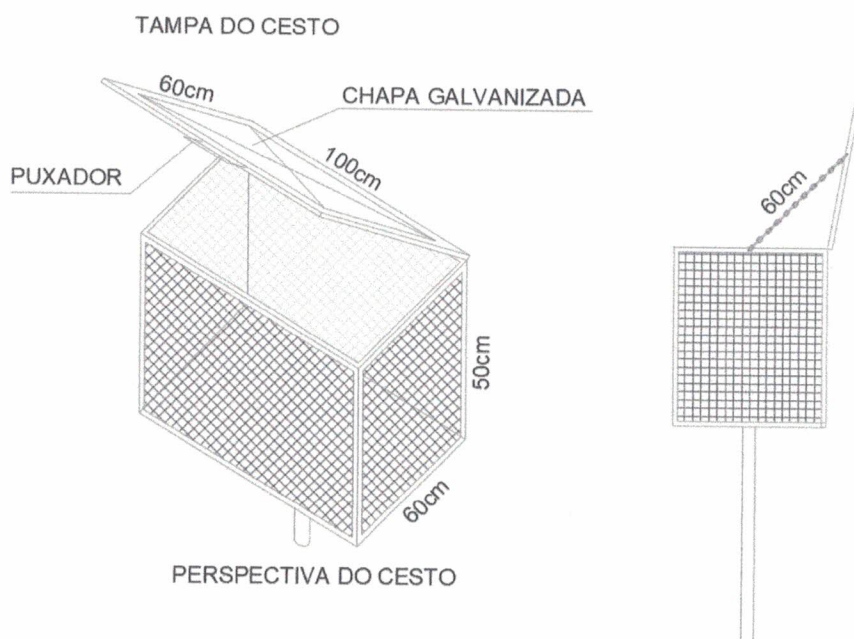 TAMPA DO CESTO
60cm
CHAPA GALVANIZADA
100cm
PUXADOR
60cm
50cm
60cm
PERSPECTIVA DO CESTO